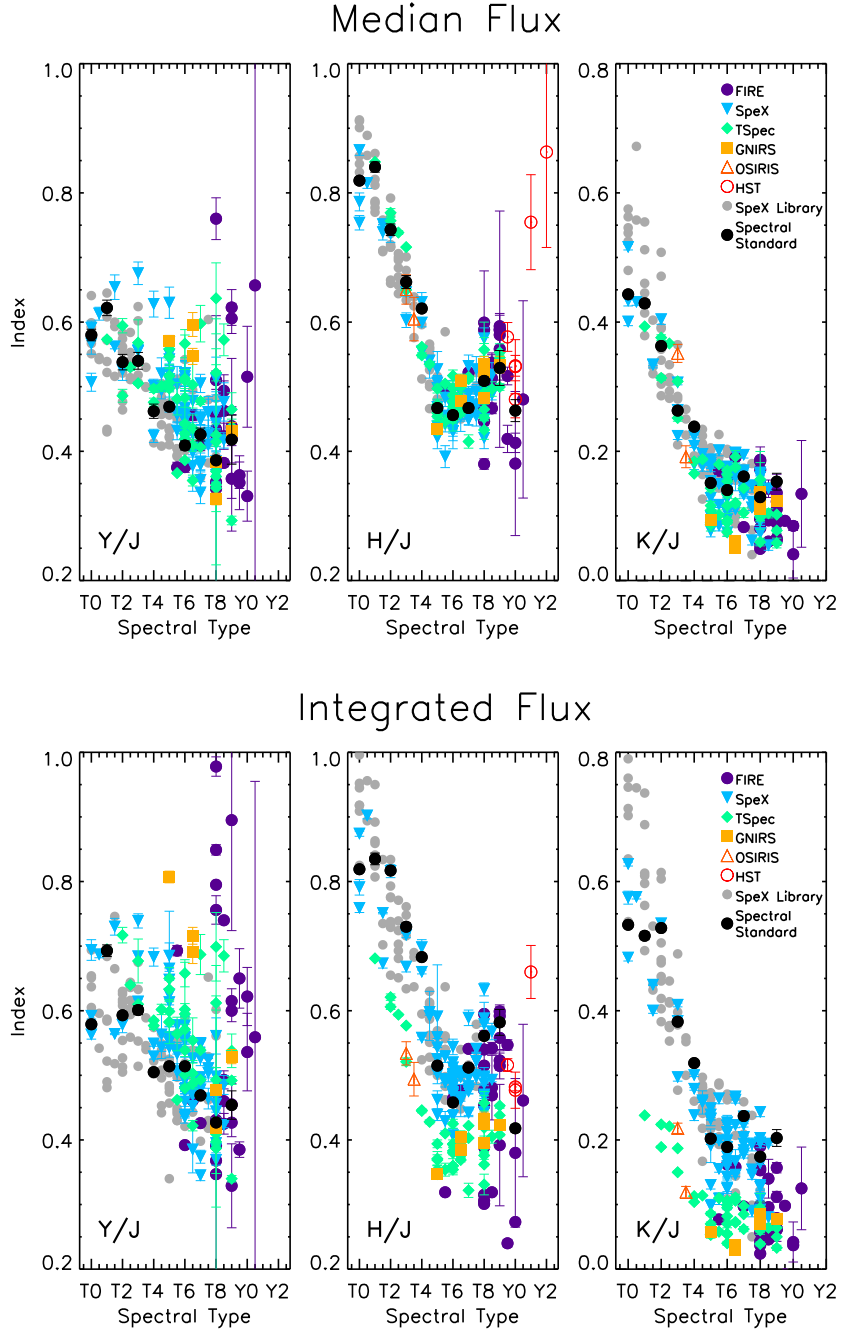 Median Flux
1.0
0.8
0.6
0.4
0.2
Index
Y/J
T0 T2 T4 T6 T8 Y0 Y2
Spectral Type
1.0
0.8
0.6
0.4
0.2
H/J
T0 T2 T4 T6 T8 Y0 Y2
Spectral Type
0.8
0.6
0.4
0.2
0.0
FIRE
SpeX
TSpec
GNIRS
OSIRIS
HST
SpeX Library
Spectral
Standard
K/J
T0 T2 T4 T6 T8 Y0 Y2
Spectral Type
Integrated Flux
1.0
0.8
0.6
0.4
0.2
Index
Y/J
T0 T2 T4 T6 T8 Y0 Y2
Spectral Type
1.0
0.8
0.6
0.4
0.2
H/J
T0 T2 T4 T6 T8 Y0 Y2
Spectral Type
0.8
0.6
0.4
0.2
0.0
FIRE
SpeX
TSpec
GNIRS
OSIRIS
HST
SpeX Library
Spectral
Standard
K/J
T0 T2 T4 T6 T8 Y0 Y2
Spectral Type